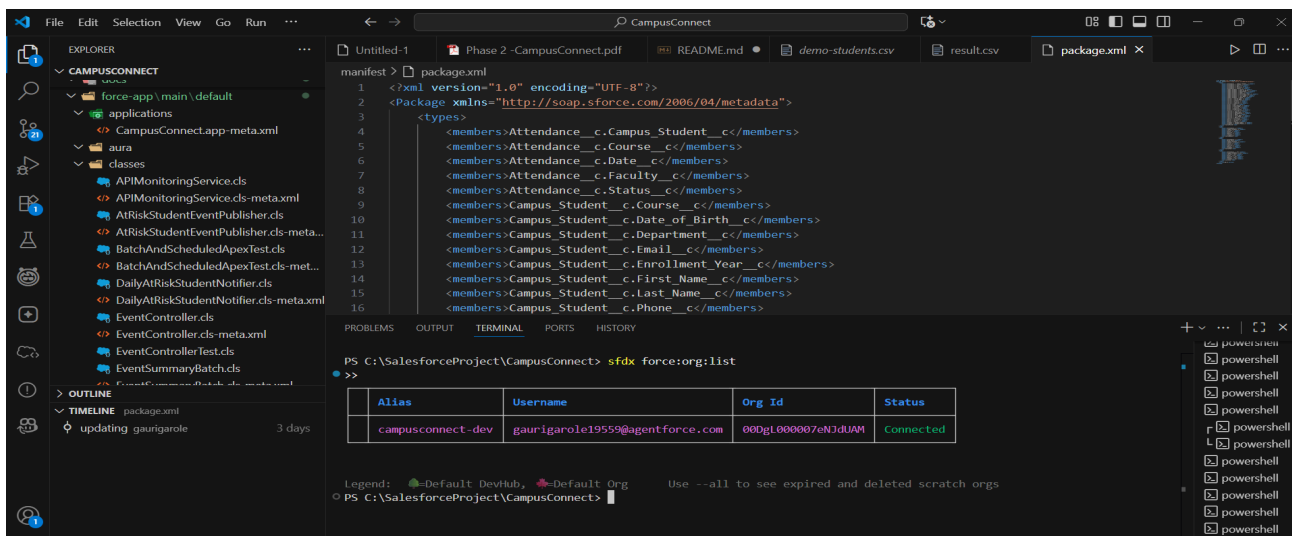 File Edit Selection View Go Run ···
CampusConnect
EXPLORER ···
CAMPUSCONNECT
docs
force-app\main\default
applications
CampusConnect.app-meta.xml
aura
classes
APIMonitoringService.cls
APIMonitoringService.cls-meta.xml
AtRiskStudentEventPublisher.cls
AtRiskStudentEventPublisher.cls-meta...
BatchAndScheduledApexTest.cls
BatchAndScheduledApexTest.cls-met...
DailyAtRiskStudentNotifier.cls
DailyAtRiskStudentNotifier.cls-meta.xml
EventController.cls
EventController.cls-meta.xml
EventControllerTest.cls
EventSummaryBatch.cls
EventSummaryBatch.cls-meta.xml
OUTLINE
TIMELINE package.xml
updating gaurigarole 3 days
Untitled-1 Phase 2 -CampusConnect.pdf README.md demo-students.csv result.csv package.xml
manifest > package.xml
1 <?xml version="1.0" encoding="UTF-8"?>
2 <Package xmlns="http://soap.sforce.com/2006/04/metadata">
3 <types>
4 <members>Attendance__c.Campus_Student__c</members>
5 <members>Attendance__c.Course__c</members>
6 <members>Attendance__c.Date__c</members>
7 <members>Attendance__c.Faculty__c</members>
8 <members>Attendance__c.Status__c</members>
9 <members>Campus_Student__c.Course__c</members>
10 <members>Campus_Student__c.Date_of_Birth__c</members>
11 <members>Campus_Student__c.Department__c</members>
12 <members>Campus_Student__c.Email__c</members>
13 <members>Campus_Student__c.Enrollment_Year__c</members>
14 <members>Campus_Student__c.First_Name__c</members>
15 <members>Campus_Student__c.Last_Name__c</members>
16 <members>Campus_Student__c.Phone__c</members>
PROBLEMS OUTPUT TERMINAL PORTS HISTORY
PS C:\SalesforceProject\CampusConnect> sfdx force:org:list
>>
Alias Username Org Id Status
campusconnect-dev gaurigarole19559@agentforce.com 00DgL000007eNJdUAM Connected
Legend: =Default DevHub, =Default Org Use --all to see expired and deleted scratch orgs
PS C:\SalesforceProject\CampusConnect>
powershell
powershell
powershell
powershell
powershell
powershell
powershell
powershell
powershell
powershell
powershell
powershell
21
1
1